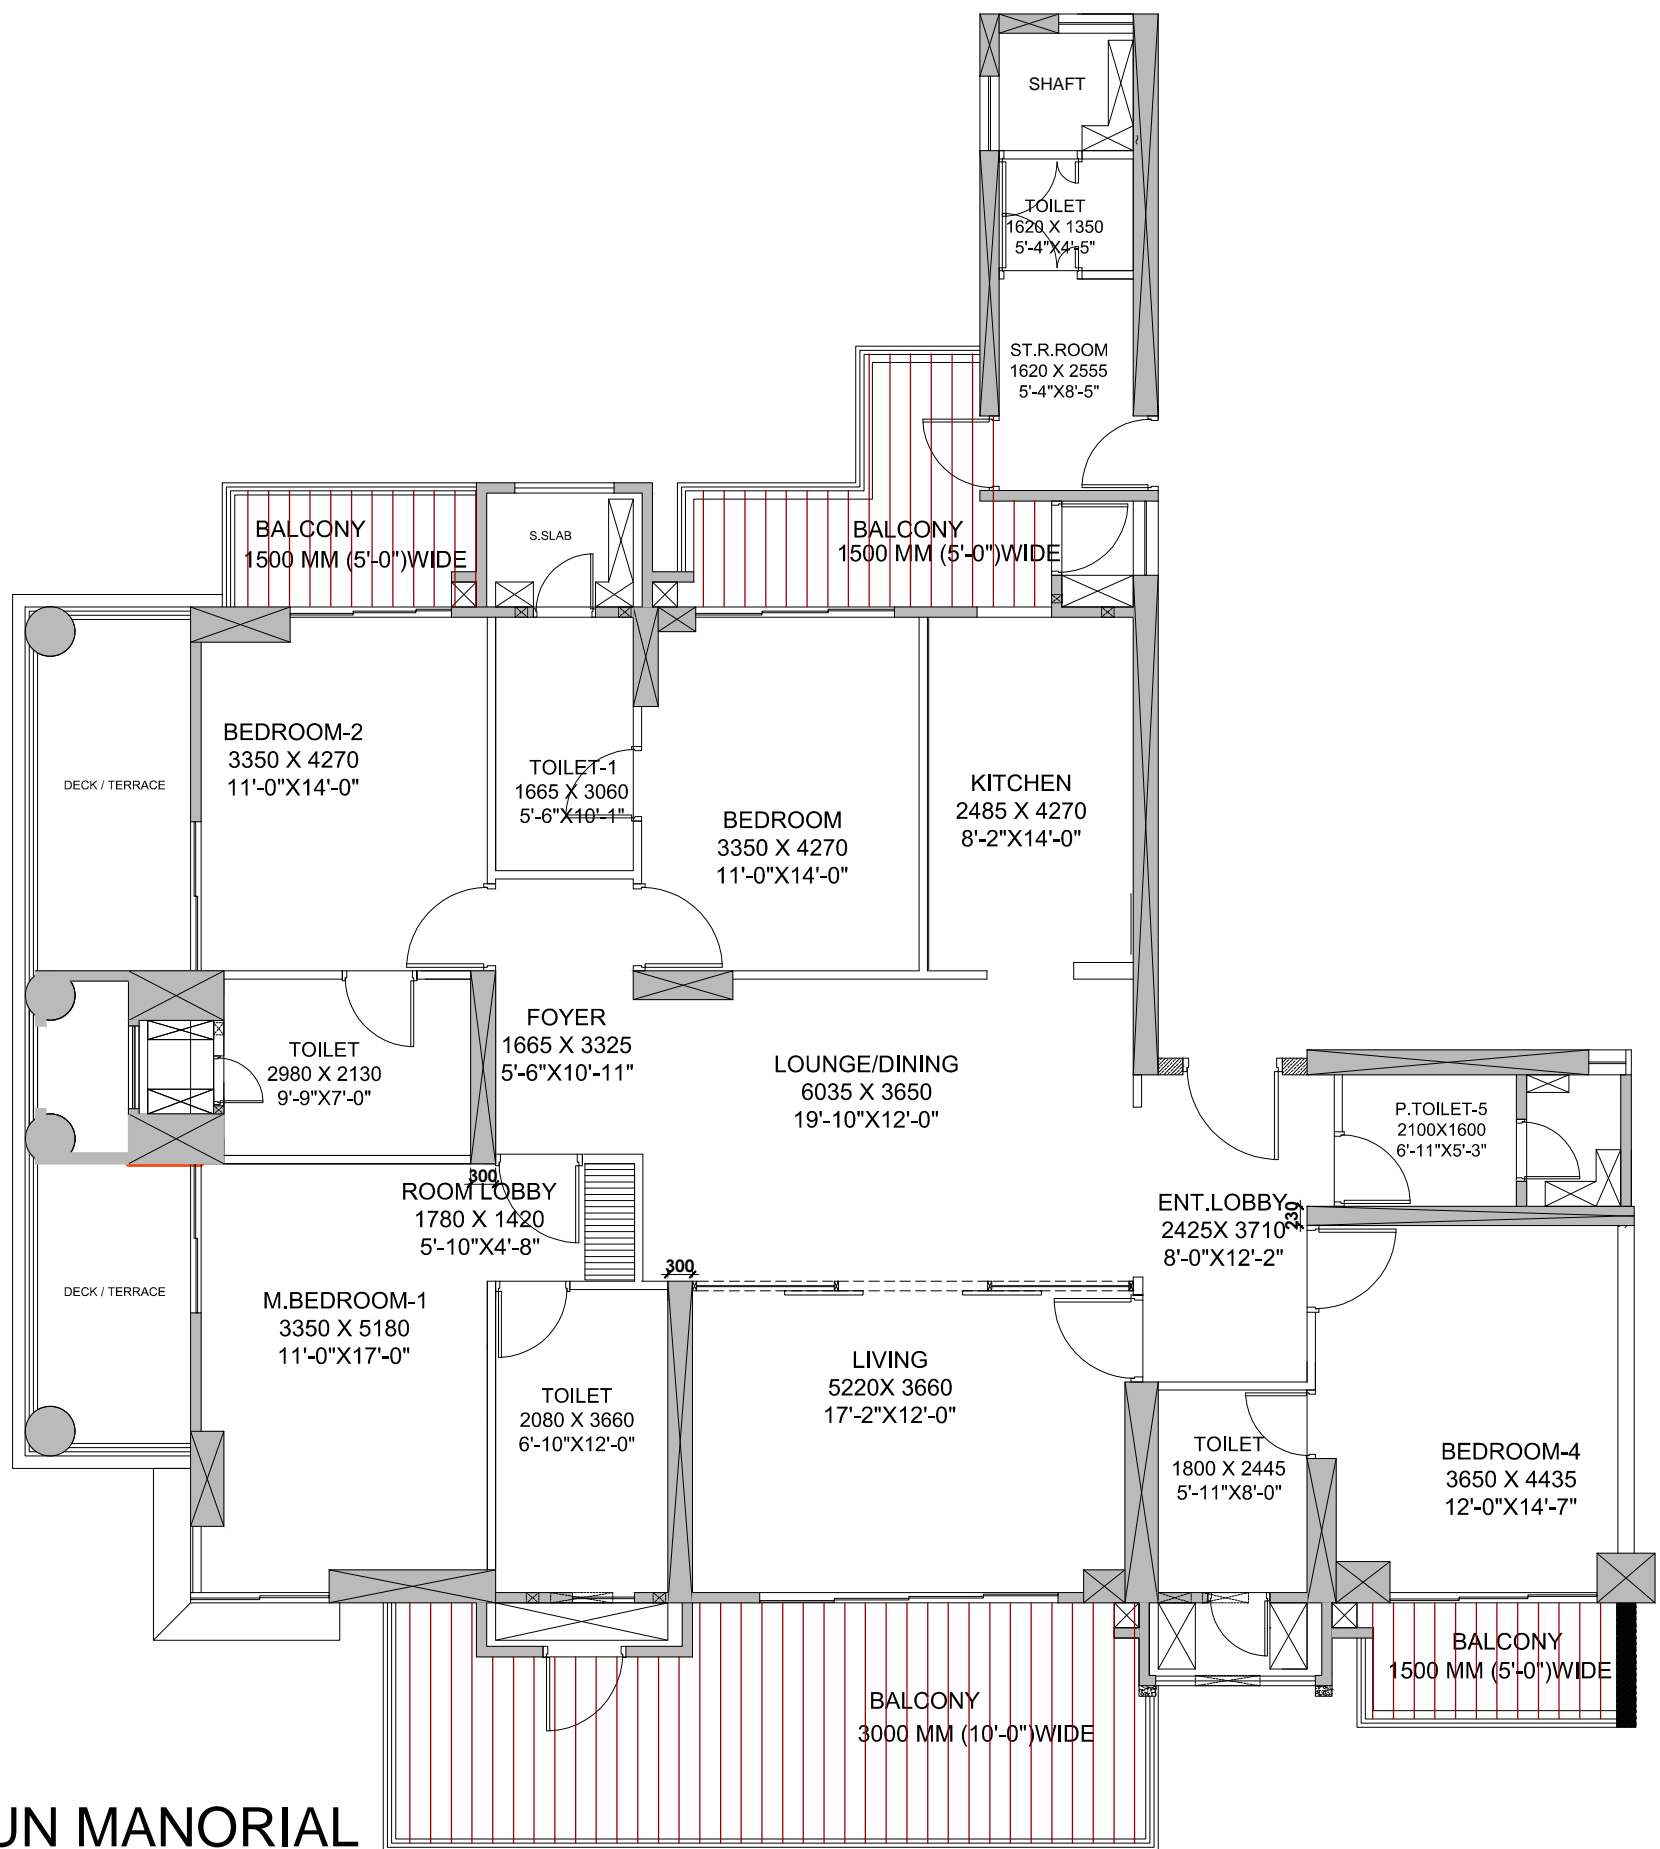 SHAFT
TOILET
1620 X 1350
5'-4"X4'-5"
ST.R.ROOM
1620 X 2555
5'-4"X8'-5"
BALCONY
1500 MM (5'-0")WIDE
S.SLAB
BALCONY
1500 MM (5'-0")WIDE
BEDROOM-2
3350 X 4270
11'-0"X14'-0"
DECK / TERRACE
TOILET-1
1665 X 3060
5'-6"X10'-1"
BEDROOM
3350 X 4270
11'-0"X14'-0"
KITCHEN
2485 X 4270
8'-2"X14'-0"
FOYER
1665 X 3325
5'-6"X10'-11"
TOILET
2980 X 2130
9'-9"X7'-0"
LOUNGE/DINING
6035 X 3650
19'-10"X12'-0"
P.TOILET-5
2100X1600
6'-11"X5'-3"
300
ROOM LOBBY
1780 X 1420
5'-10"X4'-8"
ENT.LOBBY
2425X 3710
8'-0"X12'-2"
230
300
DECK / TERRACE
M.BEDROOM-1
3350 X 5180
11'-0"X17'-0"
LIVING
5220X 3660
17'-2"X12'-0"
TOILET
2080 X 3660
6'-10"X12'-0"
TOILET
1800 X 2445
5'-11"X8'-0"
BEDROOM-4
3650 X 4435
12'-0"X14'-7"
BALCONY
1500 MM (5'-0")WIDE
BALCONY
3000 MM (10'-0")WIDE
UN MANORIAL